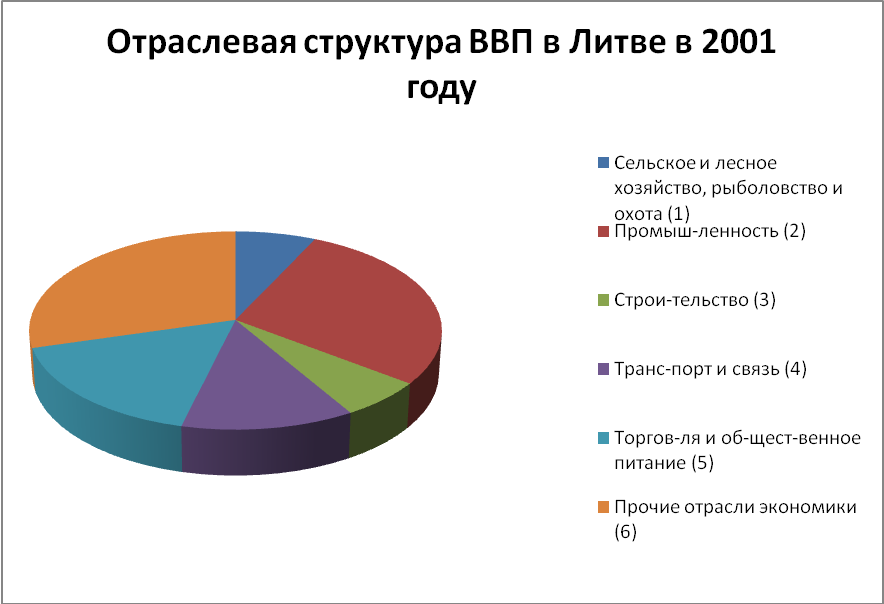 Отраслевая структура ВВП в Литве в 2001
году
Сельское и лесное
хозяйство, рыболовство и
охота (1)
Промыш-ленность (2)
Строи-тельство (3)
Транс-порт и связь (4)
Торгов-ля и об-щест-венное
питание (5)
Прочие отрасли экономики
(6)